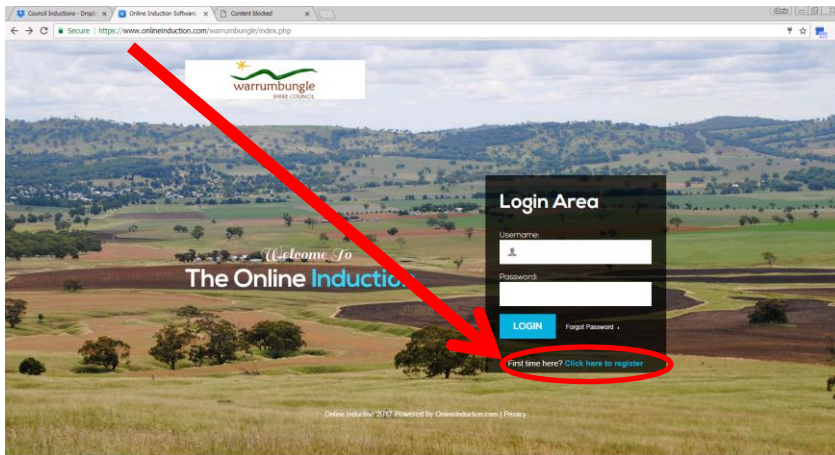 Council Inductions - Dropb
Online Induction Software
Content blocked
Secure | https://www.onlineinduction.com/warrumbungle/index.php
warrumbungle
SHIRE COUNCIL
Login Area
Username:
Welcome To
The Online Induction
Password:
LOGIN
Forgot Password
First time here? Click here to register
Online Induction 2017 Powered by OnlineInduction.com | Privacy